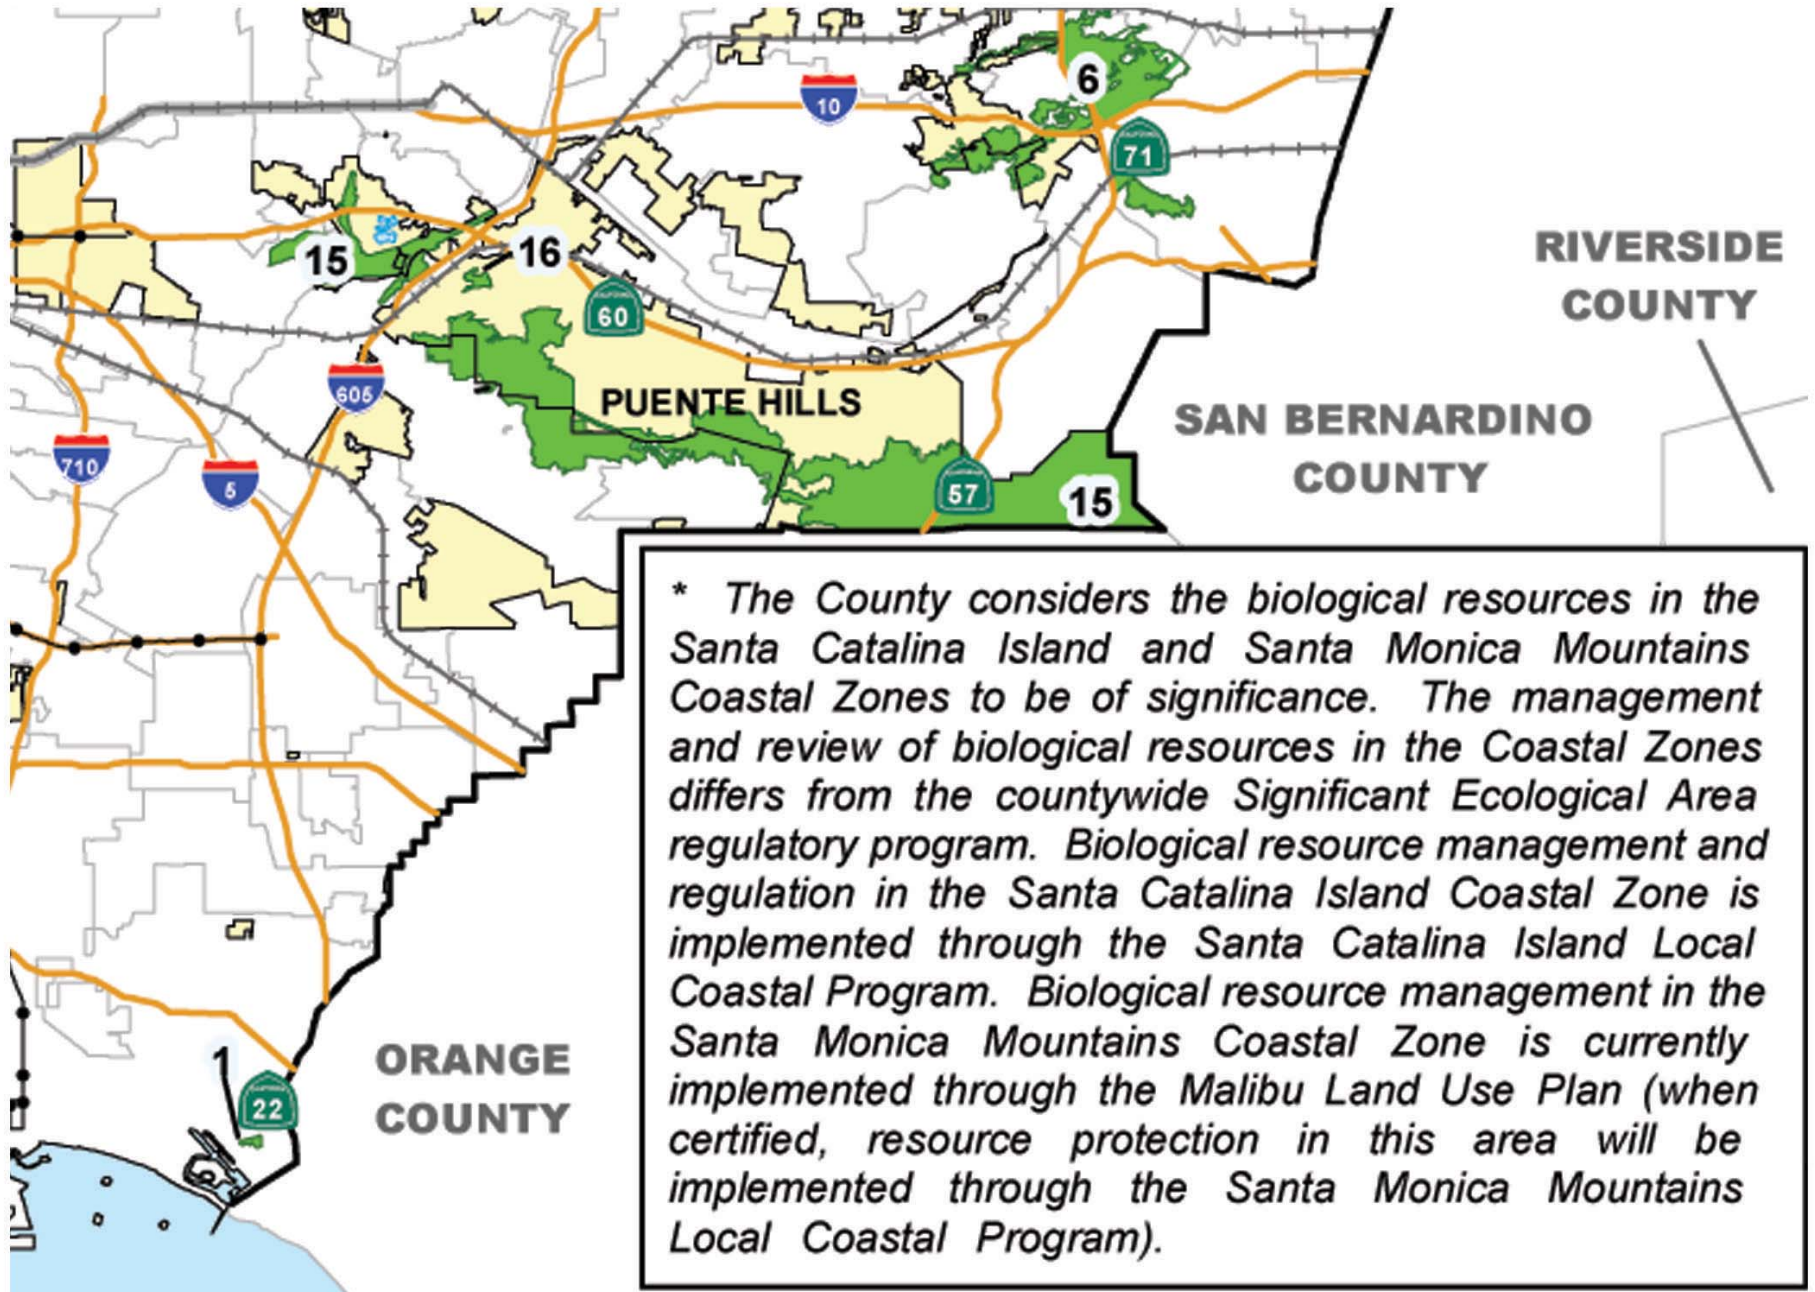 6
10
71
15
16
60
RIVERSIDE
COUNTY
605
PUENTE HILLS
SAN BERNARDINO
COUNTY
710
5
57
15
* The County considers the biological resources in the
Santa Catalina Island and Santa Monica Mountains
Coastal Zones to be of significance. The management
and review of biological resources in the Coastal Zones
differs from the countywide Significant Ecological Area
regulatory program. Biological resource management and
regulation in the Santa Catalina Island Coastal Zone is
implemented through the Santa Catalina Island Local
Coastal Program. Biological resource management in the
Santa Monica Mountains Coastal Zone is currently
implemented through the Malibu Land Use Plan (when
certified, resource protection in this area will be
implemented through the Santa Monica Mountains
Local Coastal Program).
1
22
ORANGE
COUNTY